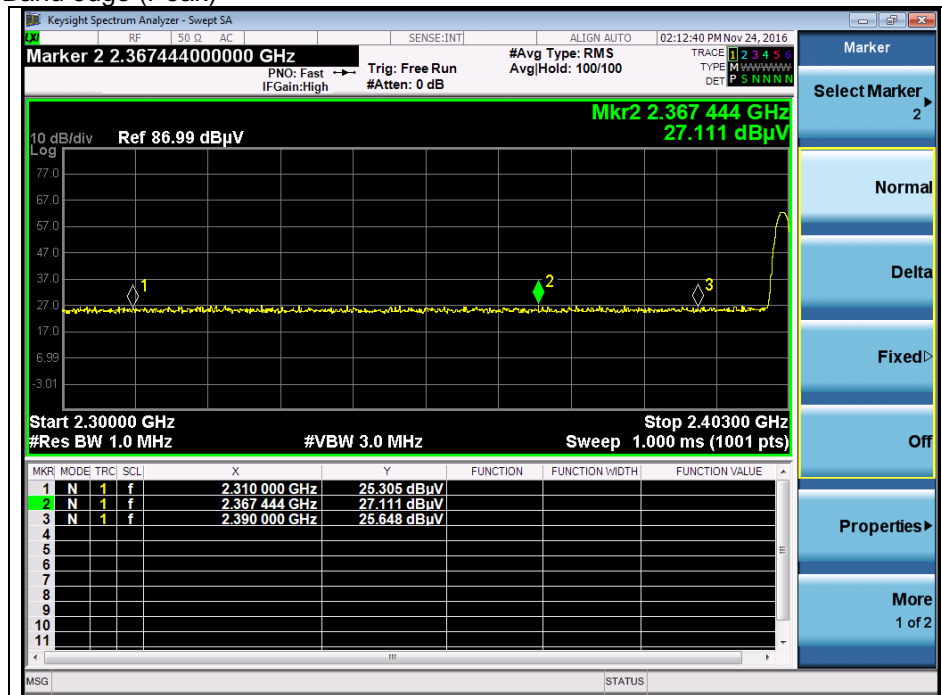 Band edge (Peak)
Keysight Spectrum Analyzer - Swept SA
LXI RF 50 Ω AC SENSE:INT ALIGN AUTO 02:12:40 PM Nov 24, 2016
Marker 2 2.367444000000 GHz
PNO: Fast
IFGain:High
Trig: Free Run
#Atten: 0 dB
#Avg Type: RMS
Avg|Hold: 100/100
TRACE 1 2 3 4 5 6
TYPE M WWWWW
DET P S N N N N
Mkr2 2.367 444 GHz
27.111 dBµV
10 dB/div Ref 86.99 dBµV
Log
77.0
67.0
57.0
47.0
37.0
27.0
17.0
6.99
-3.01
1
2
3
Start 2.30000 GHz Stop 2.40300 GHz
#Res BW 1.0 MHz #VBW 3.0 MHz Sweep 1.000 ms (1001 pts)
MKR MODE TRC SCL X Y FUNCTION FUNCTION WIDTH FUNCTION VALUE
1 N 1 f 2.310 000 GHz 25.305 dBµV
2 N 1 f 2.367 444 GHz 27.111 dBµV
3 N 1 f 2.390 000 GHz 25.648 dBµV
4
5
6
7
8
9
10
11
MSG STATUS
Marker
Select Marker
2
Normal
Delta
Fixed
Off
Properties
More
1 of 2